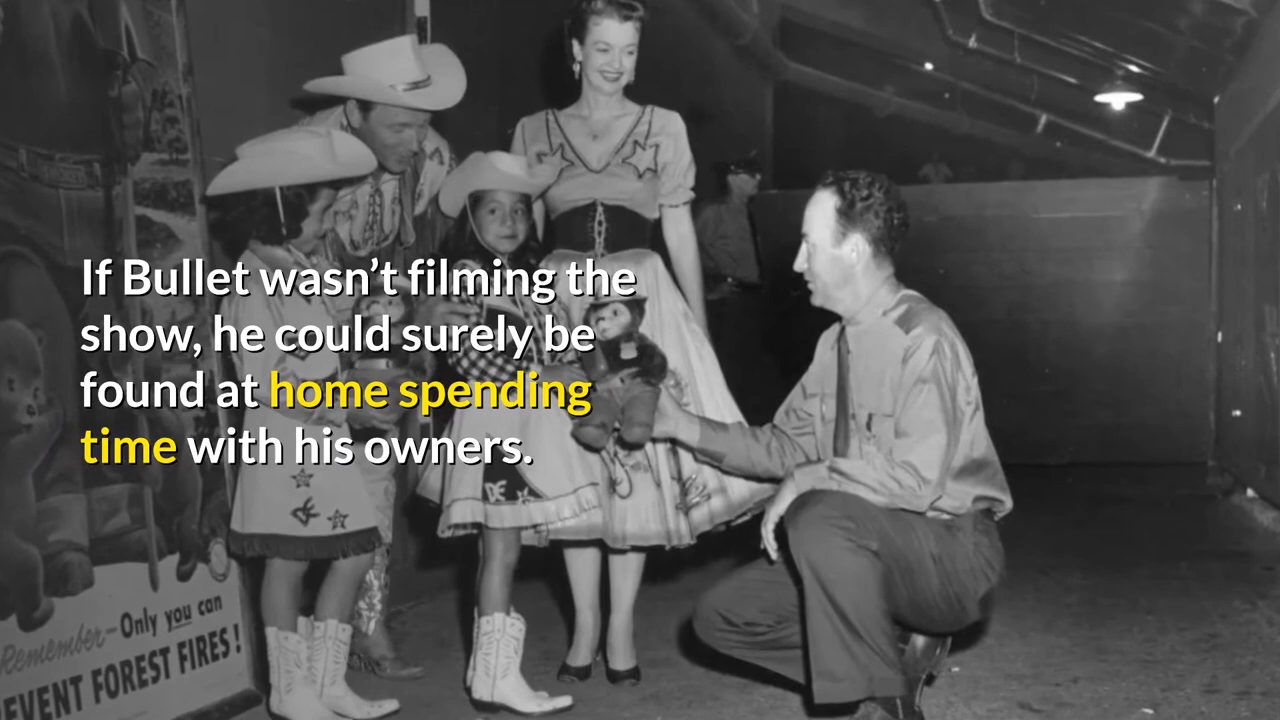 If Bullet wasn’t filming the
show, he could surely be
found at home spending
time with his owners.
Remember–Only you can
EVENT FOREST FIRES!